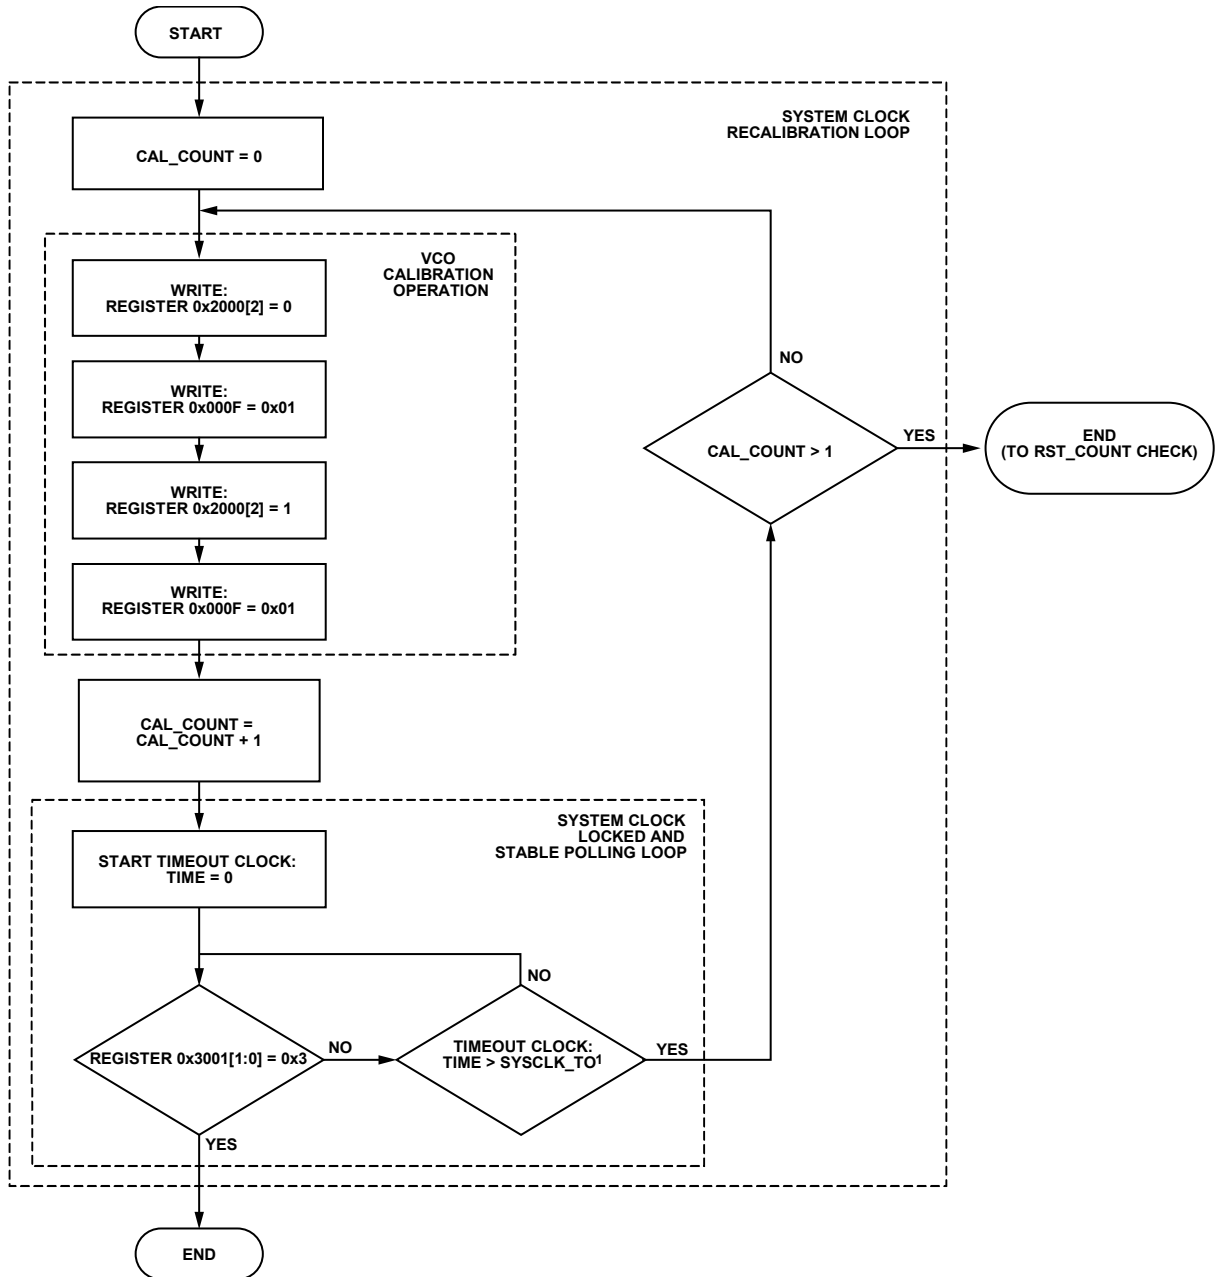 START
SYSTEM CLOCK
RECALIBRATION LOOP
CAL_COUNT = 0
VCO
CALIBRATION
OPERATION
WRITE:
REGISTER 0x2000[2] = 0
WRITE:
REGISTER 0x000F = 0x01
WRITE:
REGISTER 0x2000[2] = 1
WRITE:
REGISTER 0x000F = 0x01
NO
CAL_COUNT > 1
YES
END
(TO RST_COUNT CHECK)
CAL_COUNT =
CAL_COUNT + 1
SYSTEM CLOCK
LOCKED AND
STABLE POLLING LOOP
START TIMEOUT CLOCK:
TIME = 0
NO
REGISTER 0x3001[1:0] = 0x3
NO
TIMEOUT CLOCK:
TIME > SYSCLK_TO¹
YES
YES
END